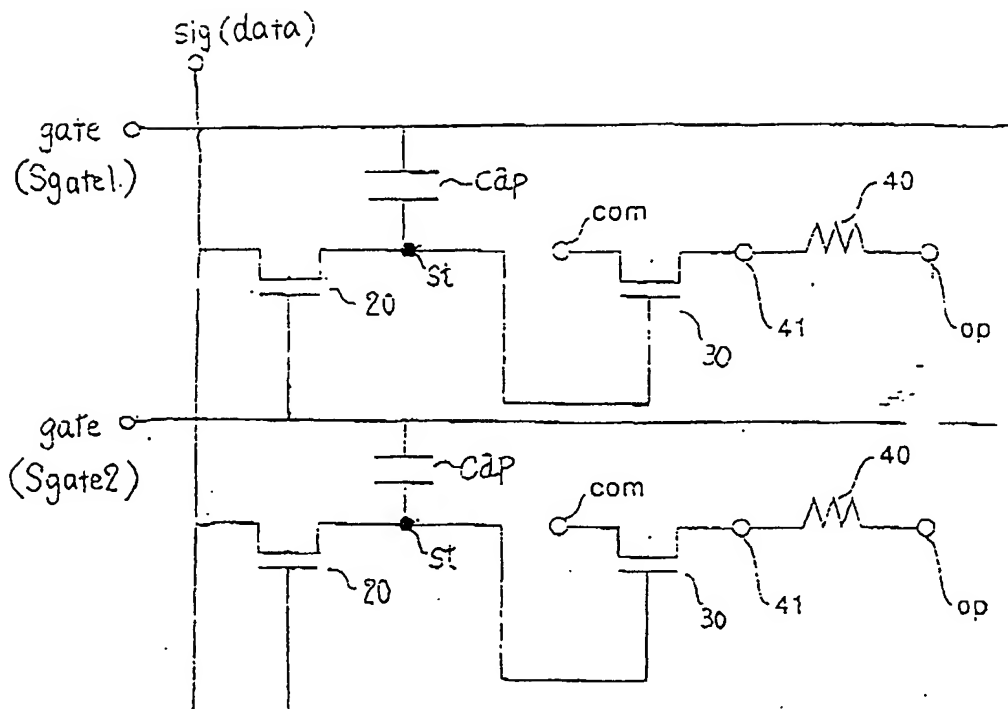 sig(data)
gate
(Sgate1.)
Cap
com
40
st
20
30
41
op
gate
(Sgate2)
Cap
com
40
st
20
30
41
op